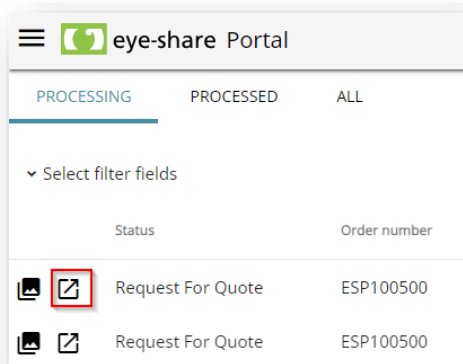 eye-share Portal
PROCESSING PROCESSED ALL
Select filter fields
Status Order number
Request For Quote ESP100500
Request For Quote ESP100500